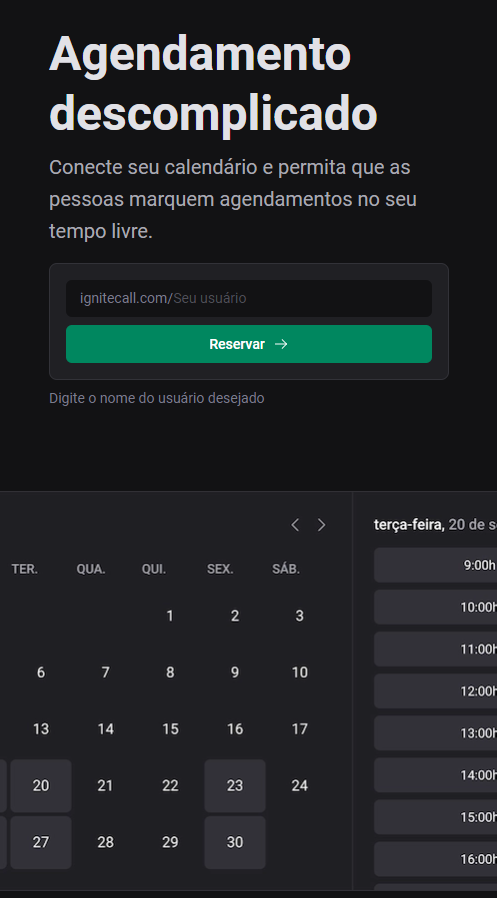 Agendamento
descomplicado
Conecte seu calendário e permita que as
pessoas marquem agendamentos no seu
tempo livre.
ignitecall.com/Seu usuário
Reservar →
Digite o nome do usuário desejado
TER. QUA. QUI. SEX. SÁB.
1 2 3
6 7 8 9 10
13 14 15 16 17
20 21 22 23 24
27 28 29 30
terça-feira, 20 de s
9:00h
10:00h
11:00h
12:00h
13:00h
14:00h
15:00h
16:00h